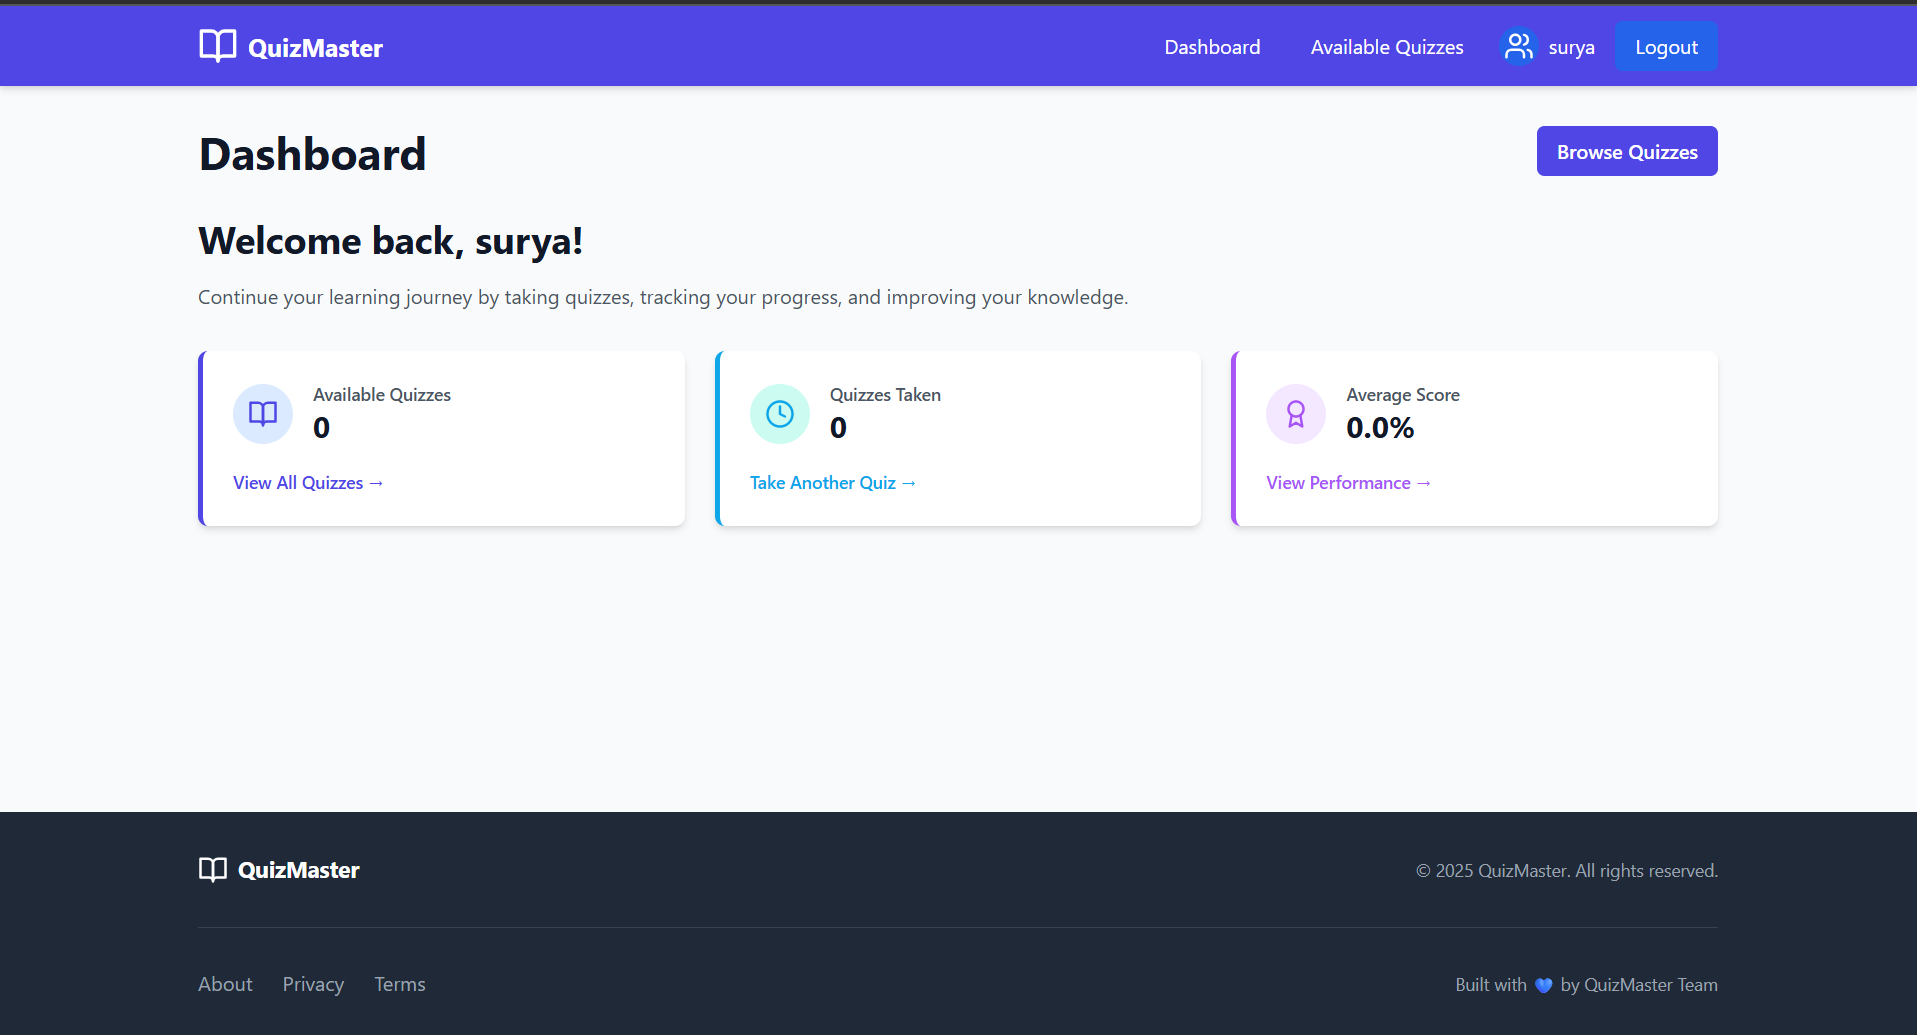 QuizMaster
Dashboard
Available Quizzes
surya
Logout
Dashboard
Browse Quizzes
Welcome back, surya!
Continue your learning journey by taking quizzes, tracking your progress, and improving your knowledge.
Available Quizzes
0
View All Quizzes →
Quizzes Taken
0
Take Another Quiz →
Average Score
0.0%
View Performance →
QuizMaster
© 2025 QuizMaster. All rights reserved.
About
Privacy
Terms
Built with 💙 by QuizMaster Team